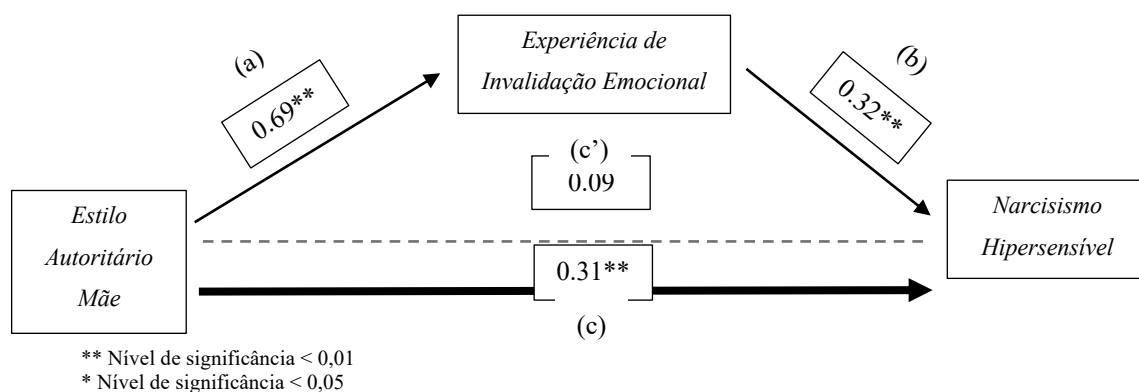 Experiência de
Invalidação Emocional
(a)
0.69**
(b)
0.32**
(c’)
0.09
Estilo
Autoritário
Mãe
Narcisismo
Hipersensível
0.31**
(c)
** Nível de significância < 0,01
* Nível de significância < 0,05